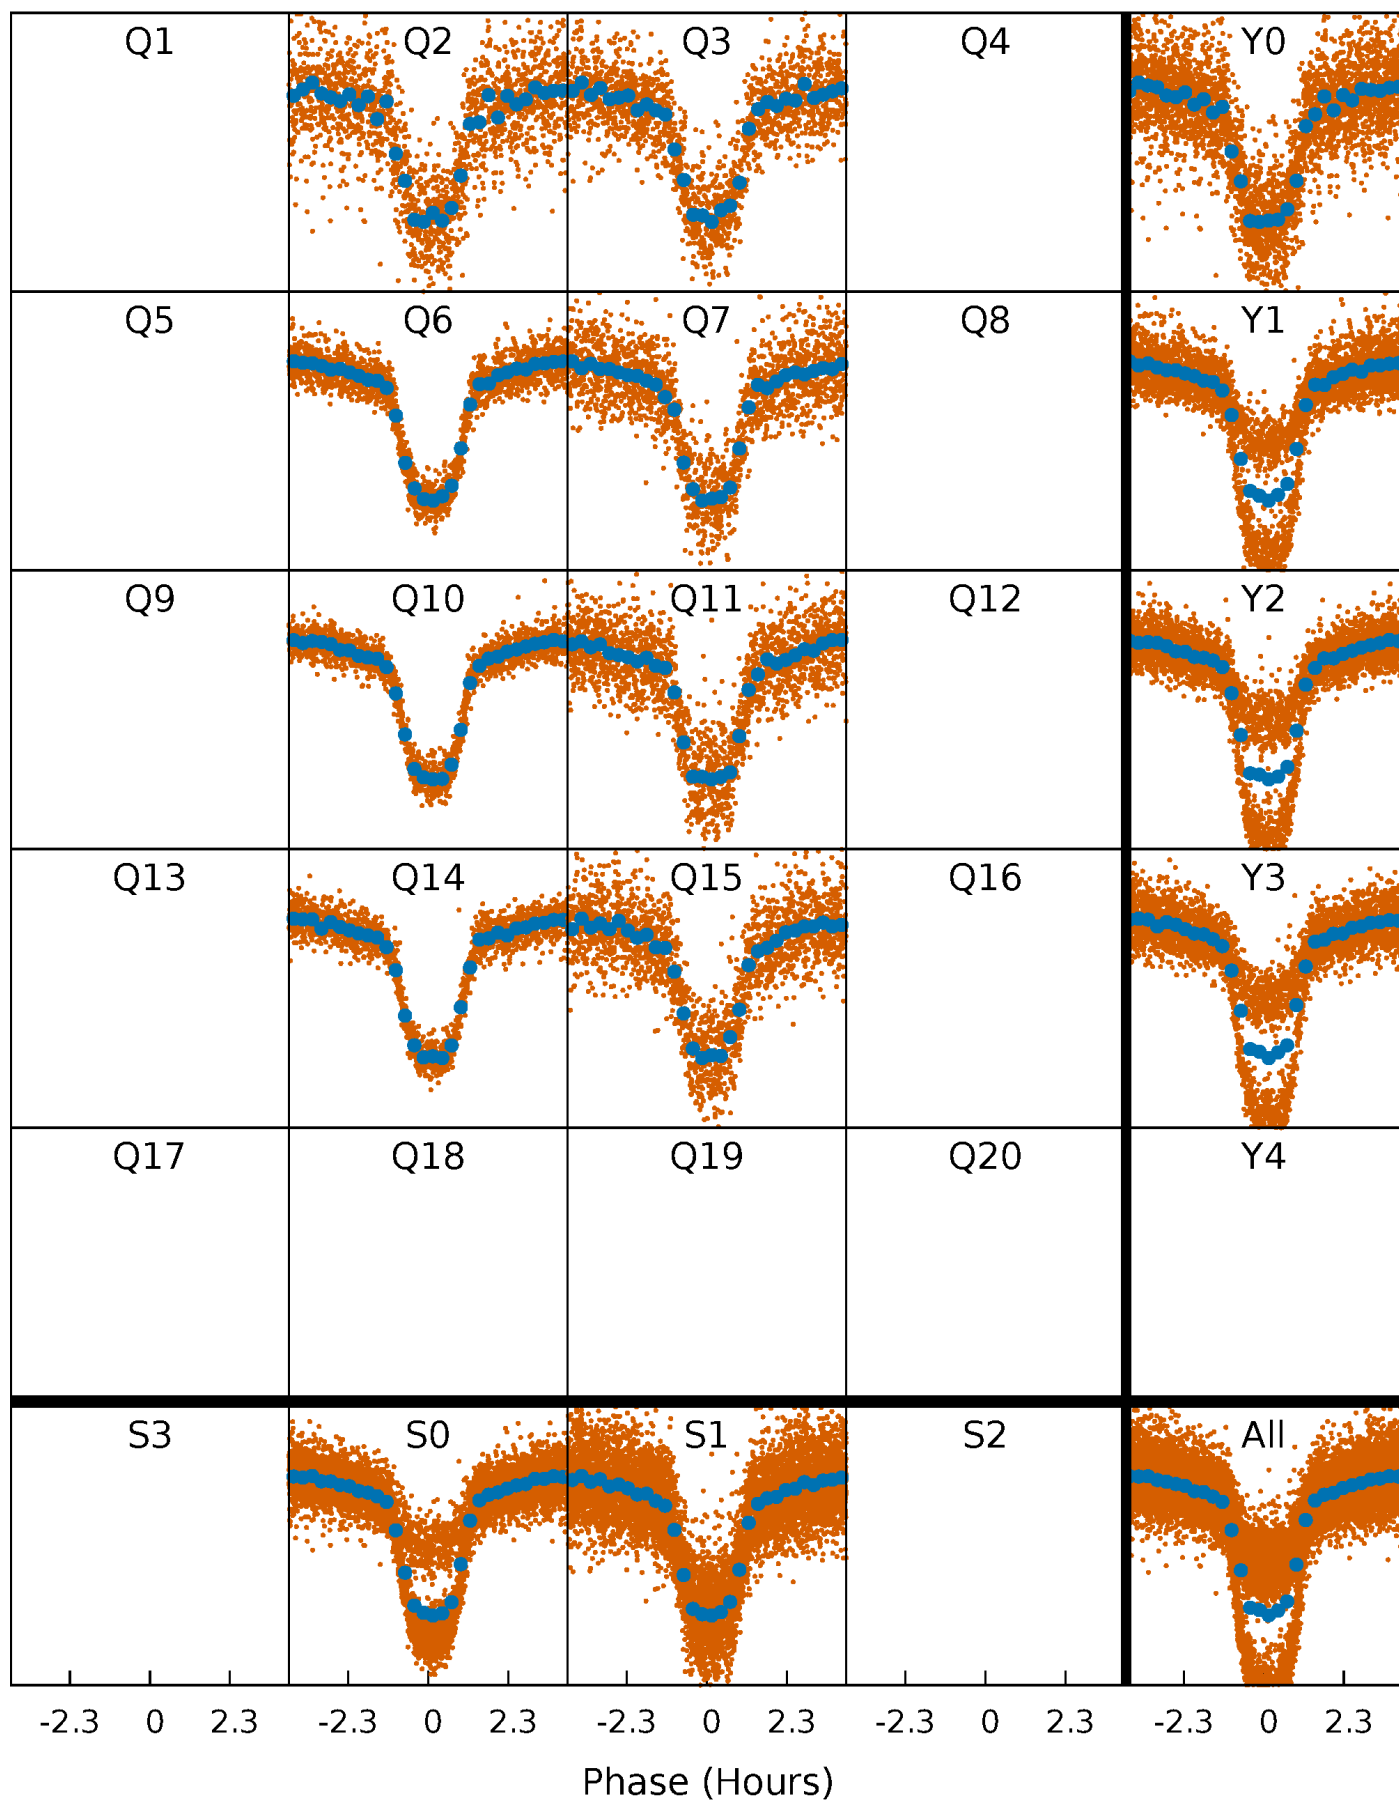 Q1 Q2 Q3 Q4 Y0
Q5 Q6 Q7 Q8 Y1
Q9 Q10 Q11 Q12 Y2
Q13 Q14 Q15 Q16 Y3
Q17 Q18 Q19 Q20 Y4
S3 S0 S1 S2 All
-2.3 0 2.3 -2.3 0 2.3 -2.3 0 2.3 -2.3 0 2.3 -2.3 0 2.3
Phase (Hours)